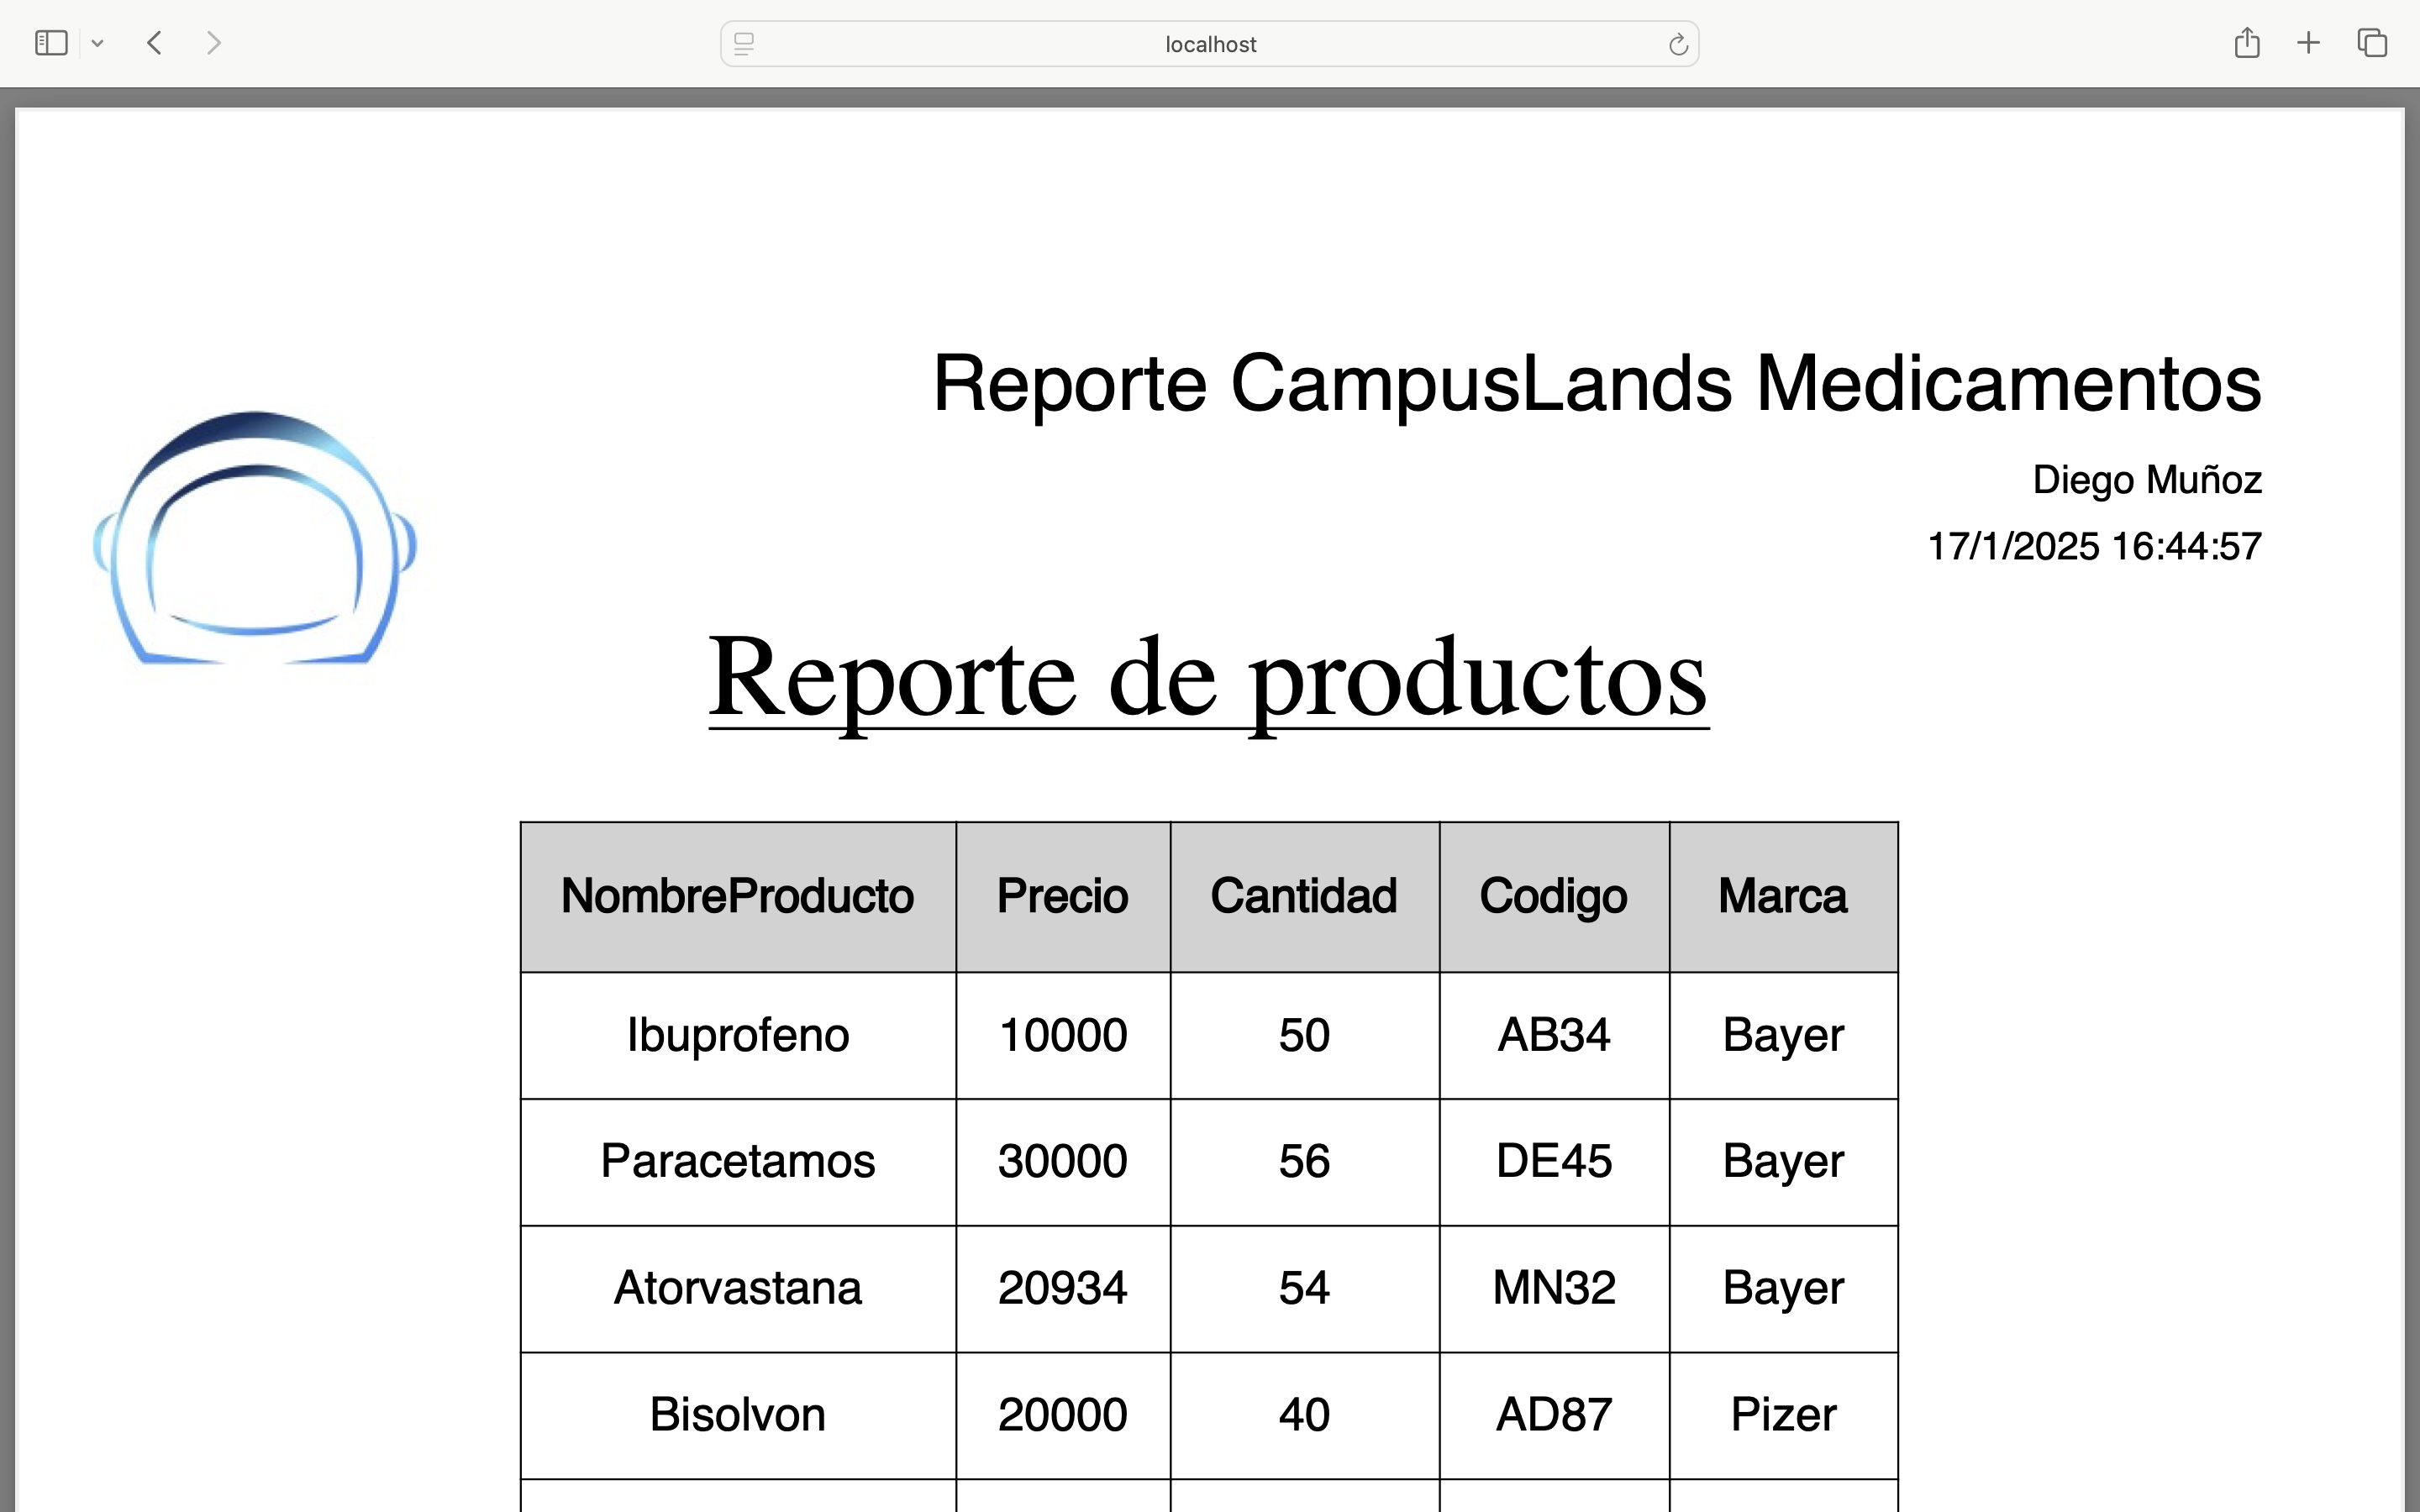 localhost
Reporte CampusLands Medicamentos
Diego Muñoz
17/1/2025 16:44:57
Reporte de productos
NombreProducto Precio Cantidad Codigo Marca
Ibuprofeno 10000 50 AB34 Bayer
Paracetamos 30000 56 DE45 Bayer
Atorvastana 20934 54 MN32 Bayer
Bisolvon 20000 40 AD87 Pizer